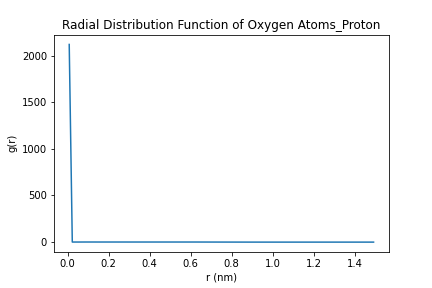 Radial Distribution Function of Oxygen Atoms_Proton
2000
1500
1000
500
0
g(r)
0.0 0.2 0.4 0.6 0.8 1.0 1.2 1.4
r (nm)